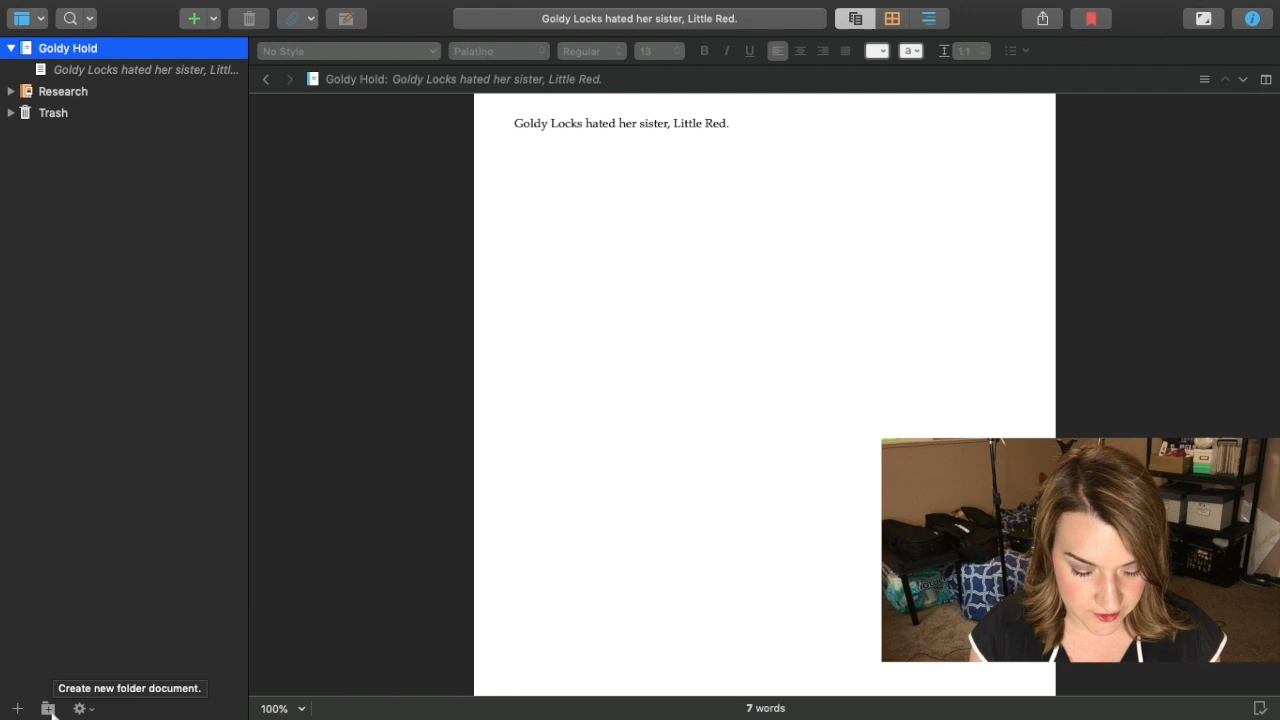 Goldy Locks hated her sister, Little Red.
No Style
Palatino
Regular
13
B
I
U
a
1.1
Goldy Hold
Goldy Locks hated her sister, Littl...
Research
Trash
Goldy Hold: Goldy Locks hated her sister, Little Red.
Goldy Locks hated her sister, Little Red.
Create new folder document.
100%
7 words